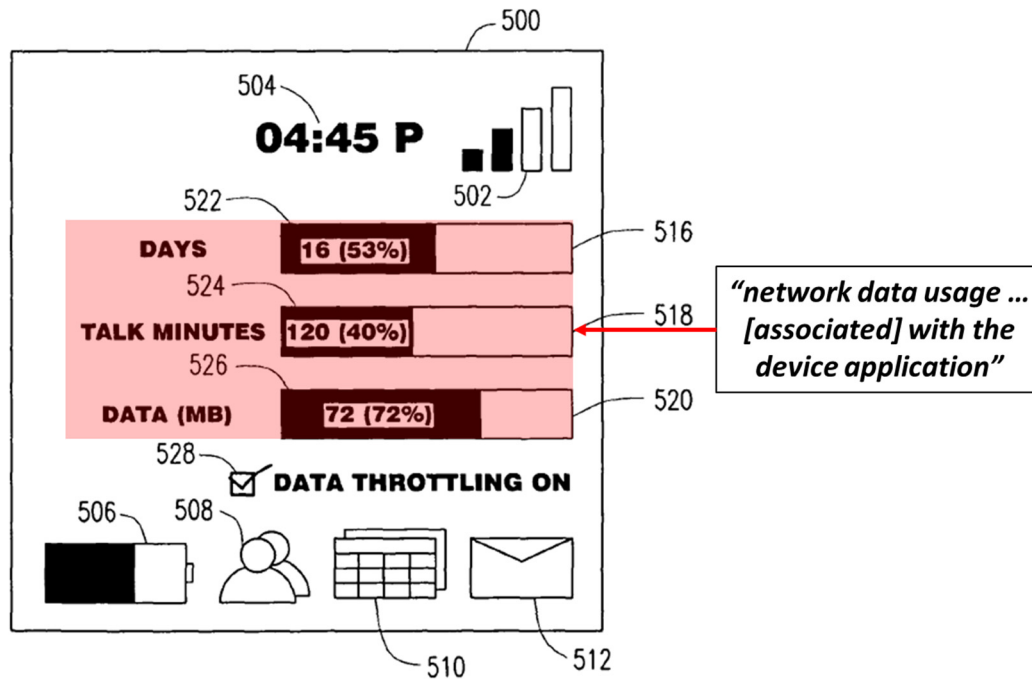 500
504
04:45 P
502
522
DAYS
16 (53%)
516
524
TALK MINUTES
120 (40%)
518
526
DATA (MB)
72 (72%)
520
"network data usage …
[associated] with the
device application"
528
DATA THROTTLING ON
506
508
510
512